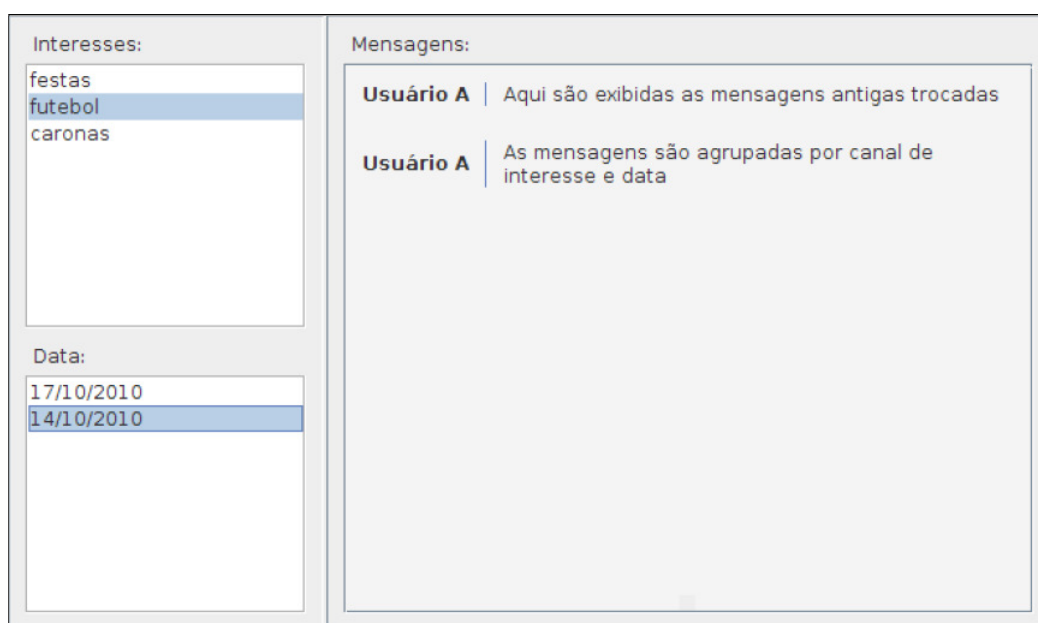 Interesses:
festas
futebol
caronas
Data:
17/10/2010
14/10/2010
Mensagens:
Usuário A Aqui são exibidas as mensagens antigas trocadas
Usuário A As mensagens são agrupadas por canal de
interesse e data